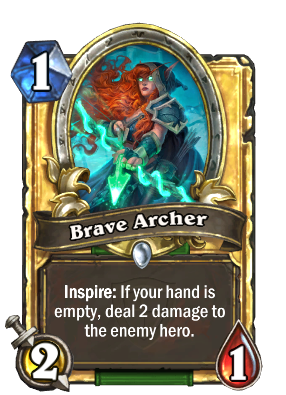 1
Brave Archer
Inspire: If your hand is
empty, deal 2 damage to
the enemy hero.
2
1